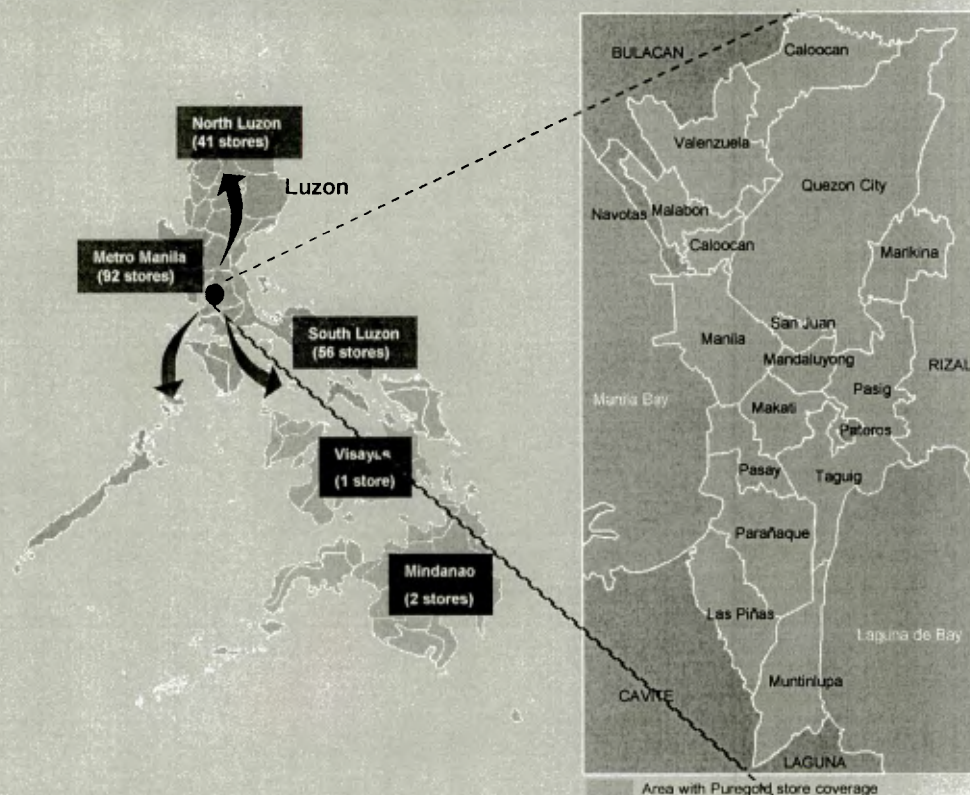 North Luzon
(41 stores)
Luzon
Metro Manila
(92 stores)
South Luzon
(56 stores)
Visayas
(1 store)
Mindanao
(2 stores)
BULACAN
Caloocan
Valenzuela
Quezon City
Navotas
Malabon
Caloocan
Marikina
San Juan
Manila
Mandaluyong
RIZAL
Pasig
Manila Bay
Makati
Pateros
Pasay
Taguig
Parañaque
Las Piñas
Laguna de Bay
Muntinlupa
CAVITE
LAGUNA
Area with Puregold store coverage